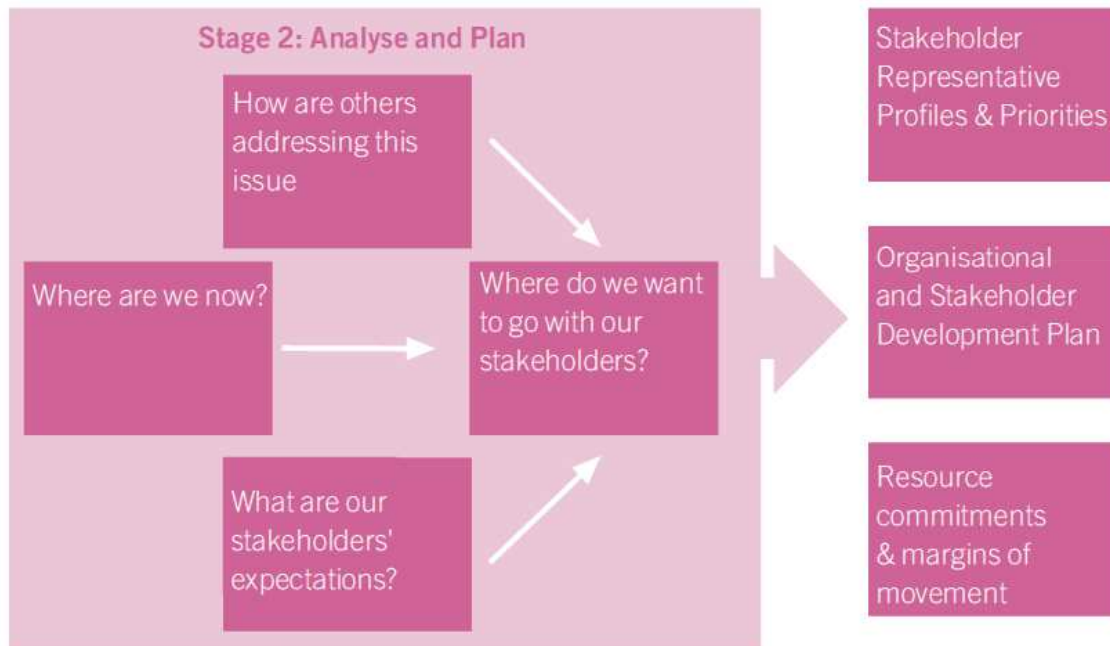 Stage 2: Analyse and Plan
How are others
addressing this
issue
Where are we now?
Where do we want
to go with our
stakeholders?
What are our
stakeholders'
expectations?
Stakeholder
Representative
Profiles & Priorities
Organisational
and Stakeholder
Development Plan
Resource
commitments
& margins of
movement